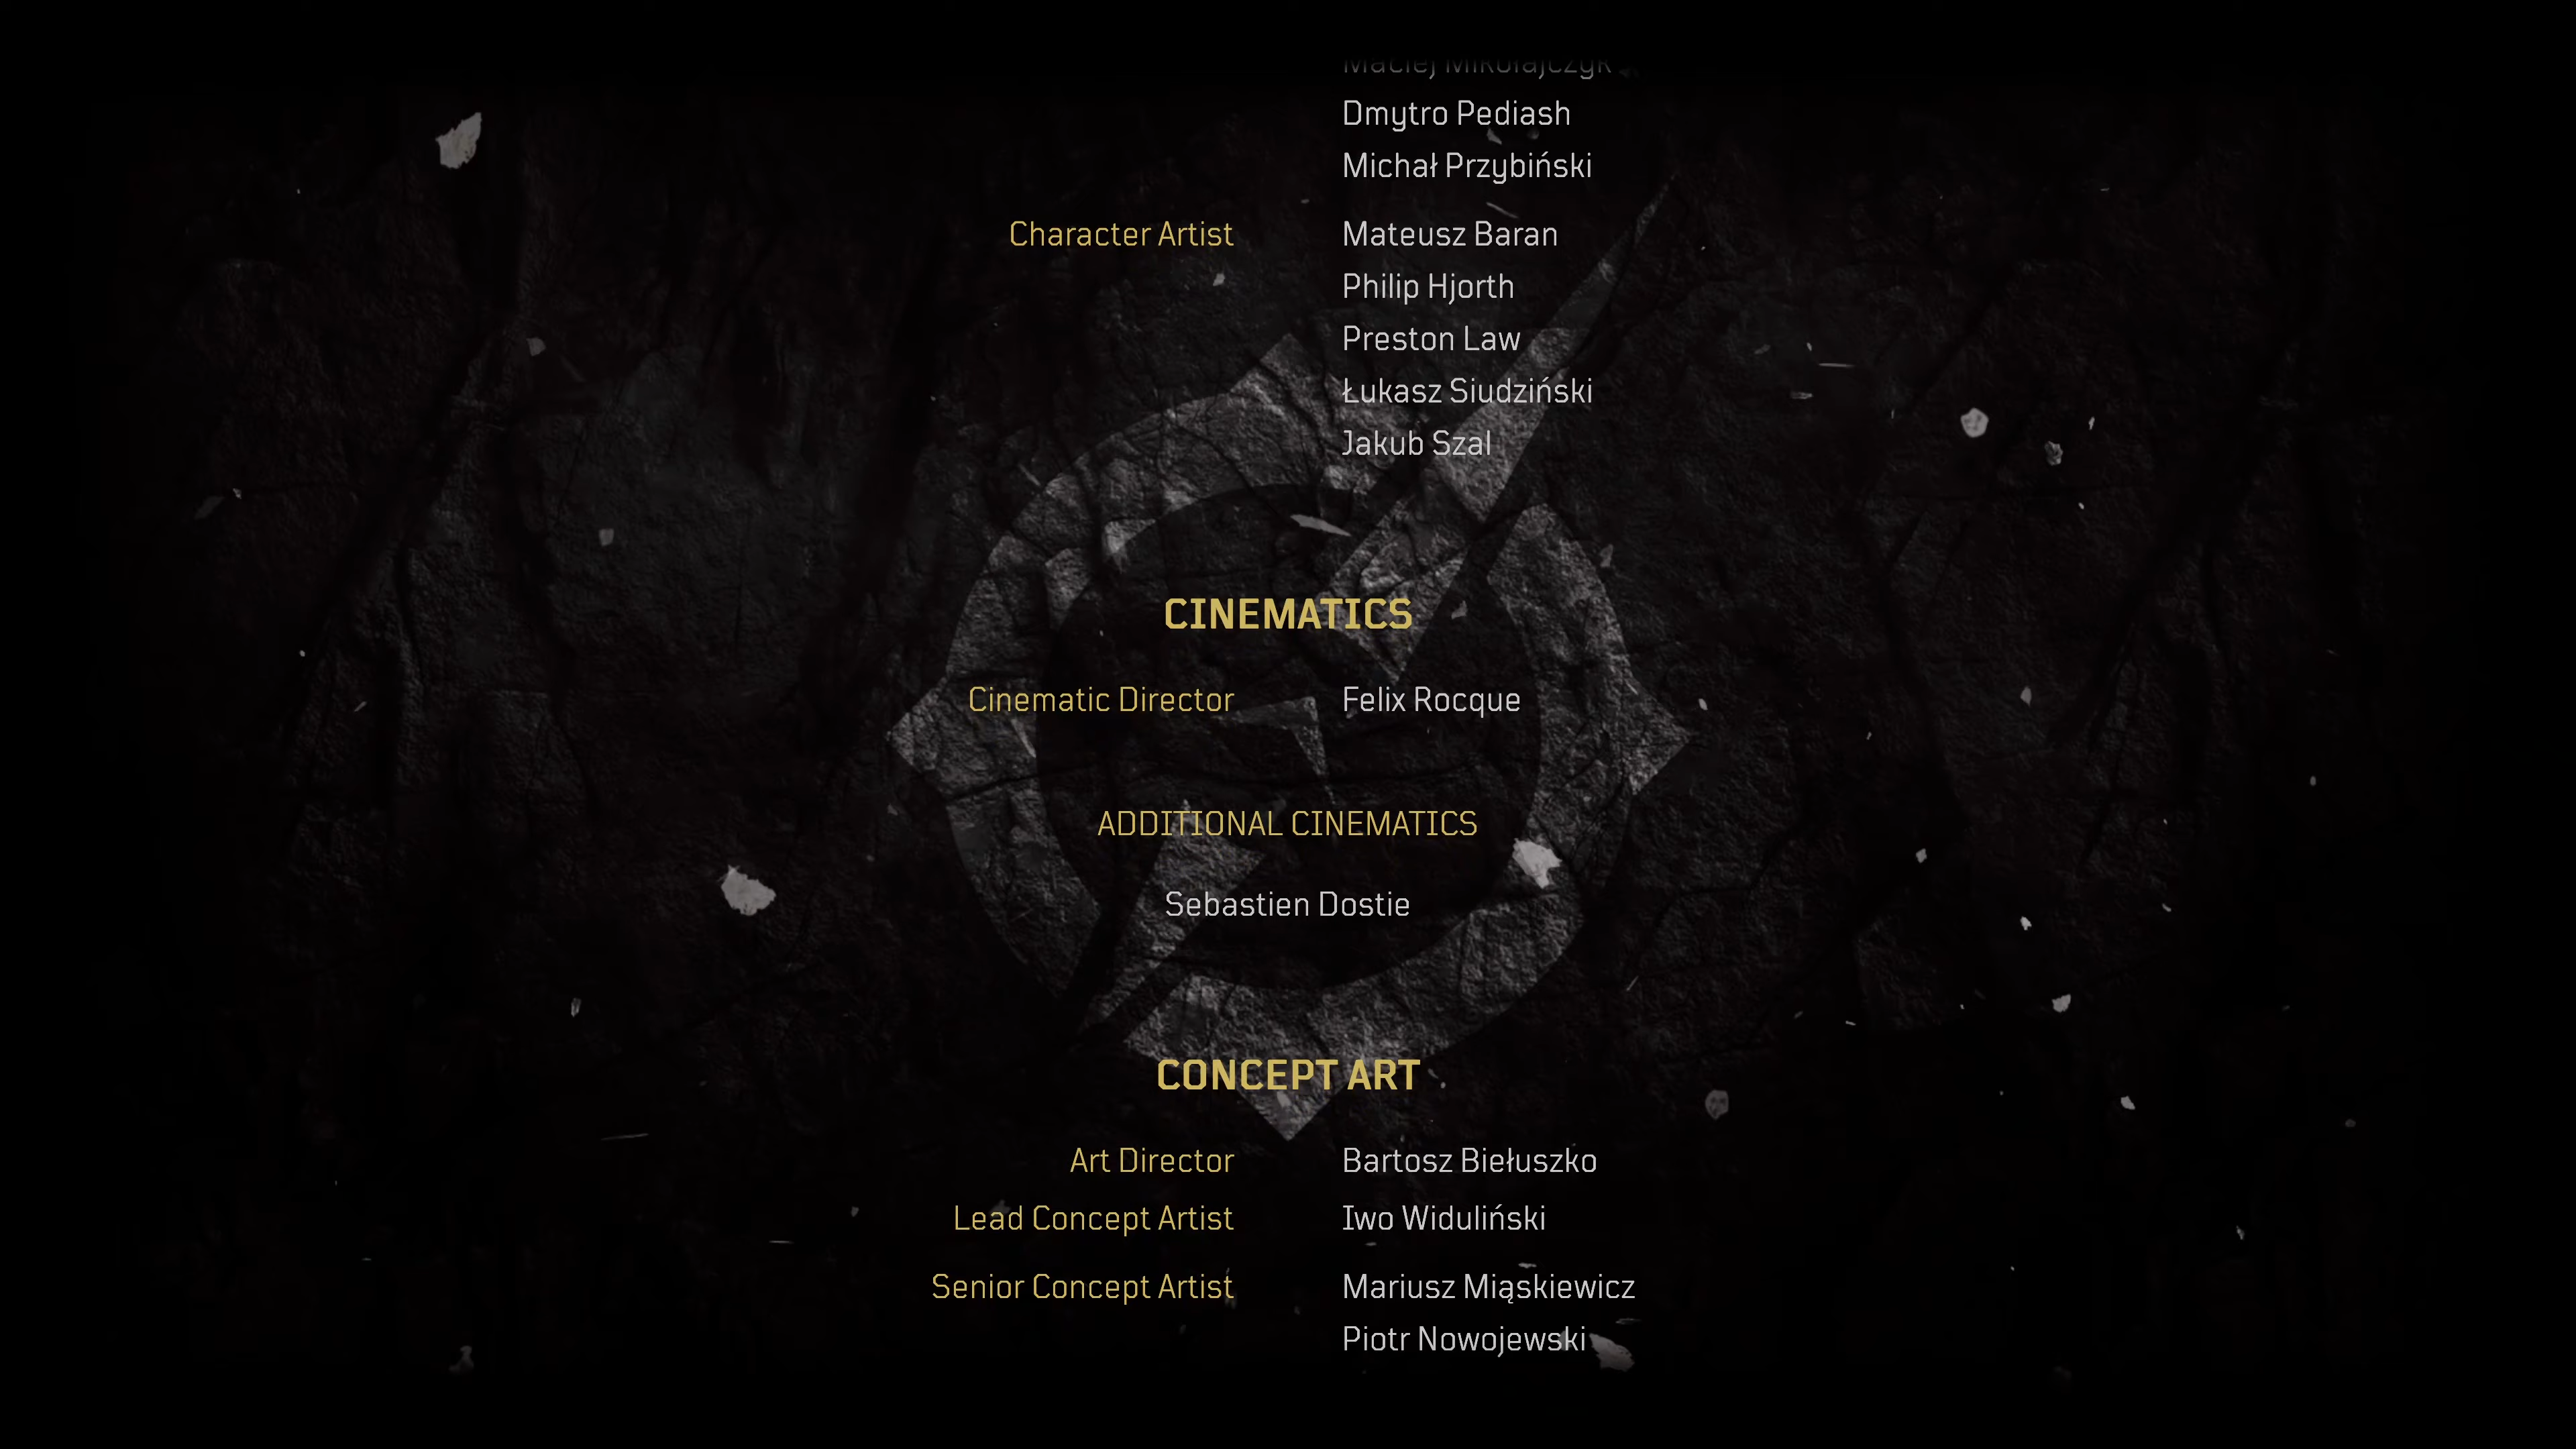 Maciej Mikołajczyk
Dmytro Pediash
Michał Przybiński
Character Artist Mateusz Baran
Philip Hjorth
Preston Law
Łukasz Siudziński
Jakub Szal
CINEMATICS
Cinematic Director Felix Rocque
ADDITIONAL CINEMATICS
Sebastien Dostie
CONCEPT ART
Art Director Bartosz Biełuszko
Lead Concept Artist Iwo Widuliński
Senior Concept Artist Mariusz Miąskiewicz
Piotr Nowojewski